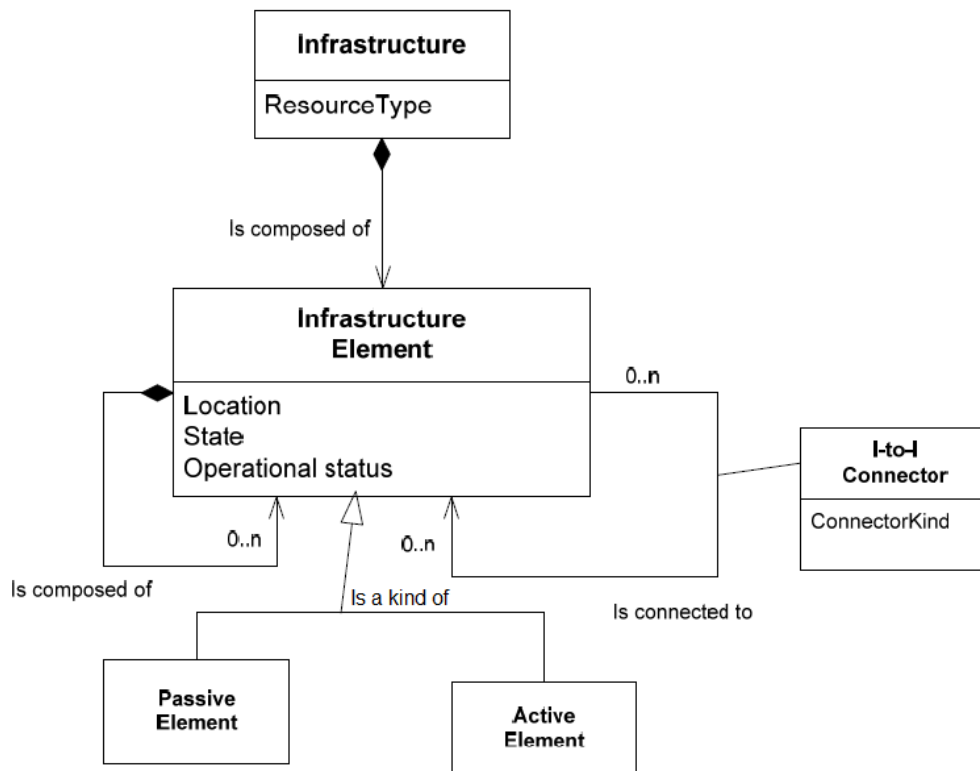 Infrastructure
ResourceType
Is composed of
Infrastructure
Element
Location
State
Operational status
0..n
I-to-I
Connector
ConnectorKind
0..n
0..n
Is composed of
Is a kind of
Is connected to
Passive
Element
Active
Element